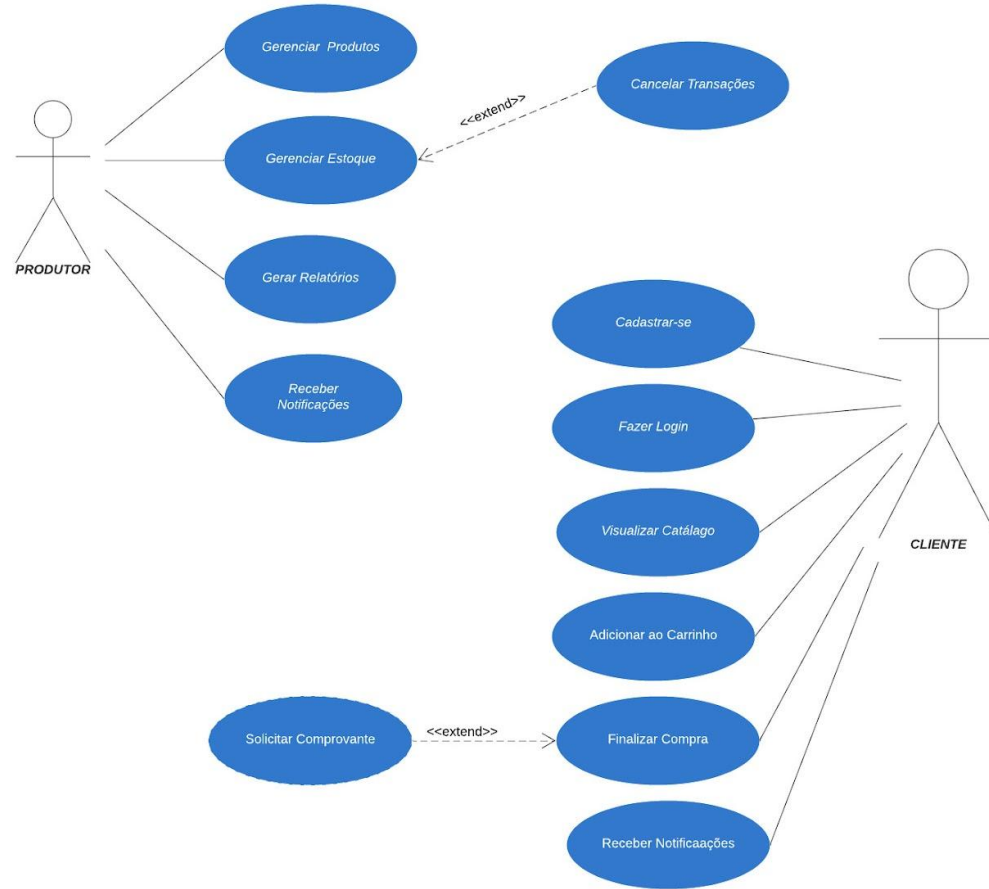 Gerenciar Produtos
Cancelar Transações
<<extend>>
Gerenciar Estoque
PRODUTOR
Gerar Relatórios
Cadastrar-se
Receber
Notificações
Fazer Login
Visualizar Catálago
CLIENTE
Adicionar ao Carrinho
Solicitar Comprovante
<<extend>>
Finalizar Compra
Receber Notificaações